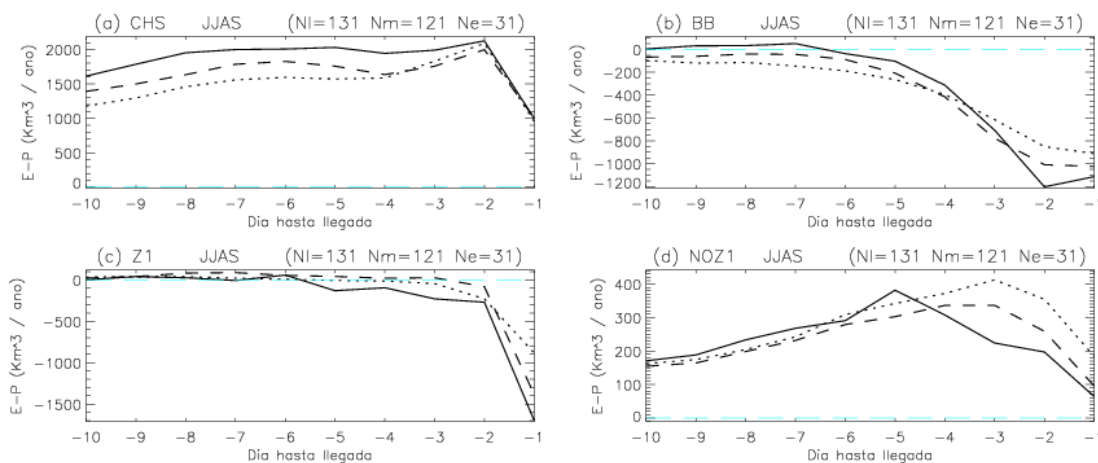 (a) CHS JJAS (Nl=131 Nm=121 Ne=31)
E-P (Km^3 / ano)
2000
1500
1000
500
0
-10 -9 -8 -7 -6 -5 -4 -3 -2 -1
Dia hasta llegada
(b) BB JJAS (Nl=131 Nm=121 Ne=31)
E-P (Km^3 / ano)
0
-200
-400
-600
-800
-1000
-1200
-10 -9 -8 -7 -6 -5 -4 -3 -2 -1
Dia hasta llegada
(c) Z1 JJAS (Nl=131 Nm=121 Ne=31)
E-P (Km^3 / ano)
0
-500
-1000
-1500
-10 -9 -8 -7 -6 -5 -4 -3 -2 -1
Dia hasta llegada
(d) NOZ1 JJAS (Nl=131 Nm=121 Ne=31)
E-P (Km^3 / ano)
400
300
200
100
0
-10 -9 -8 -7 -6 -5 -4 -3 -2 -1
Dia hasta llegada